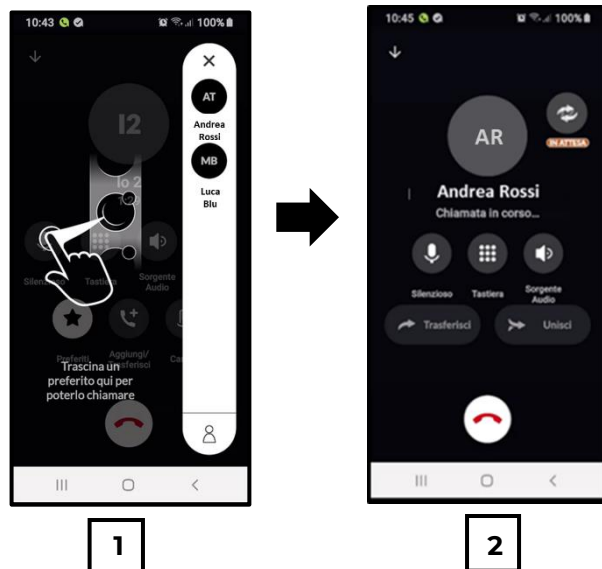 10:43 100%
×
AT
Andrea
Rossi
MB
Luca
Blu
I2
Io 2
Silenzioso Tastiera Sorgente
Audio
Preferiti Aggiungi/
Trasferisci
Trascina un
preferito qui per
poterlo chiamare
1
10:45 100%
AR
IN ATTESA
Andrea Rossi
Chiamata in corso...
Silenzioso Tastiera Sorgente
Audio
Trasferisci Unisci
2